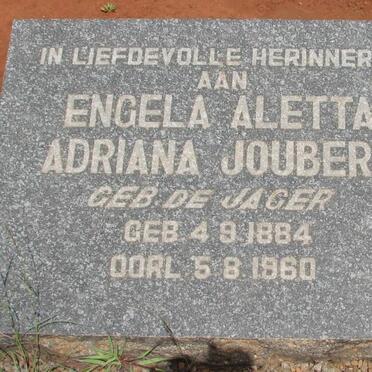 IN LIEFDEVOLLE HERINNER
AAN
ENGELA ALETTA
ADRIANA JOUBER
GEB. DE JAGER
GEB 4.9.1884
OORL 5.8.1960